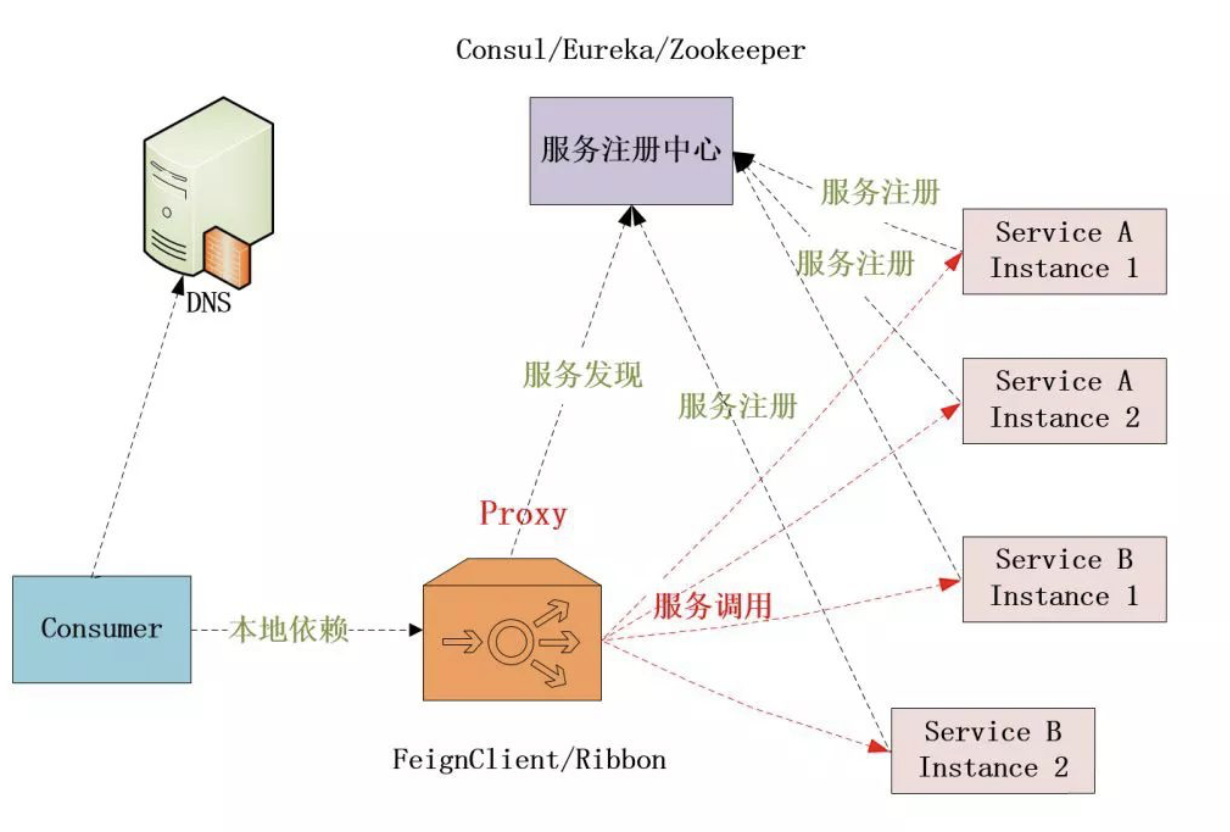 Consul/Eureka/Zookeeper
服务注册中心
服务注册
Service A
Instance 1
服务注册
DNS
服务发现
服务注册
Service A
Instance 2
Proxy
Service B
Instance 1
服务调用
Consumer
本地依赖
Service B
Instance 2
FeignClient/Ribbon